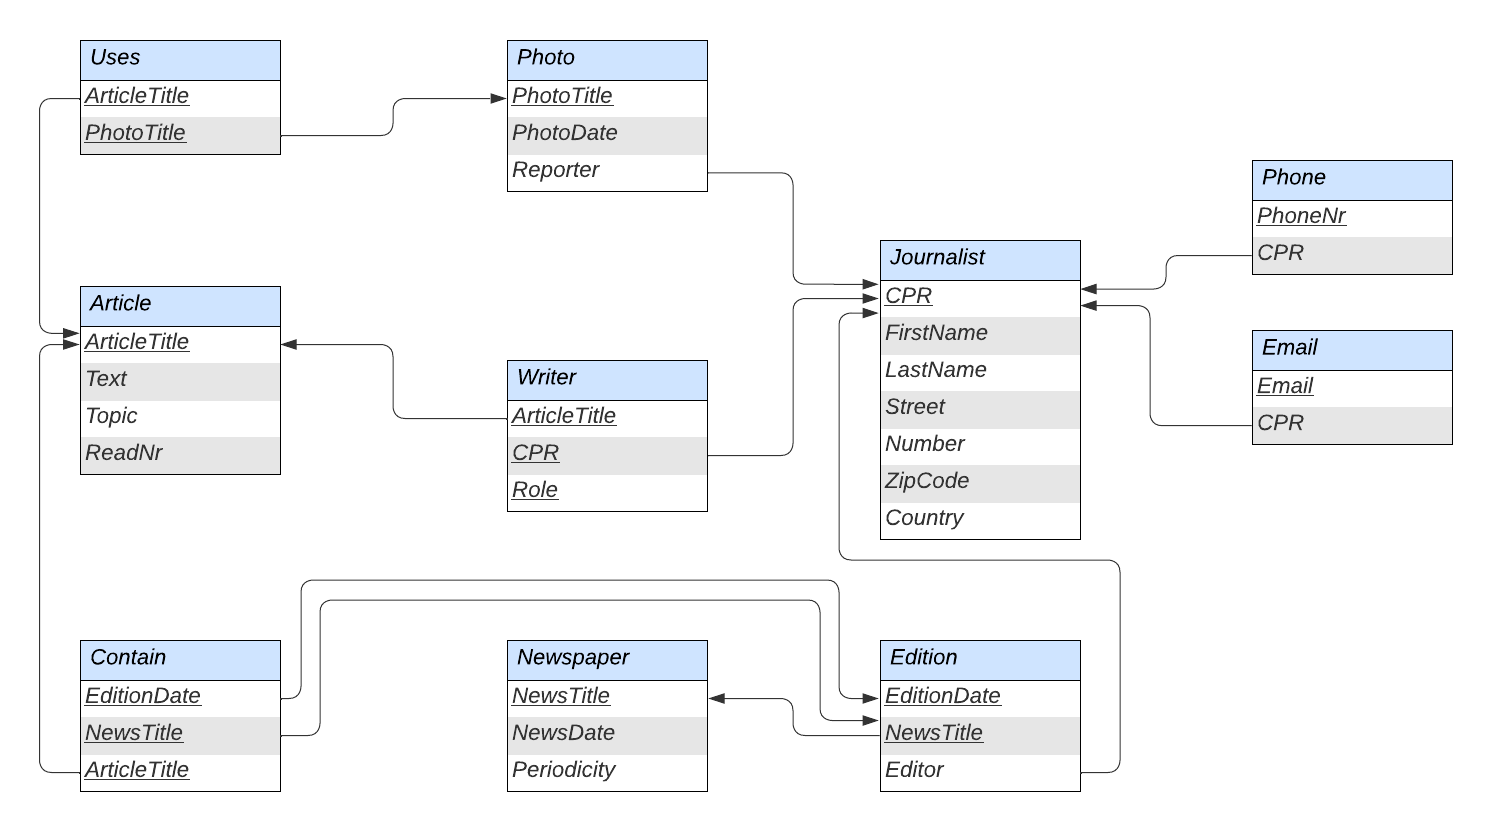 Uses
ArticleTitle
PhotoTitle
Photo
PhotoTitle
PhotoDate
Reporter
Phone
PhoneNr
CPR
Journalist
CPR
FirstName
LastName
Street
Number
ZipCode
Country
Article
ArticleTitle
Text
Topic
ReadNr
Writer
ArticleTitle
CPR
Role
Email
Email
CPR
Contain
EditionDate
NewsTitle
ArticleTitle
Newspaper
NewsTitle
NewsDate
Periodicity
Edition
EditionDate
NewsTitle
Editor